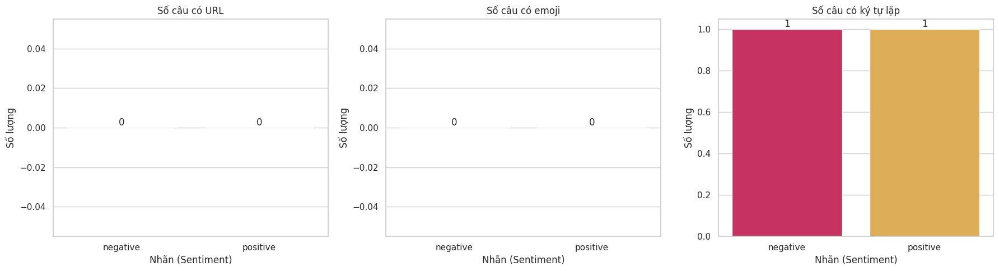 Số câu có URL
Số lượng
0.04
0.02
0.00
−0.02
−0.04
0
0
negative
positive
Nhãn (Sentiment)
Số câu có emoji
Số lượng
0.04
0.02
0.00
−0.02
−0.04
0
0
negative
positive
Nhãn (Sentiment)
Số câu có ký tự lặp
Số lượng
1.0
0.8
0.6
0.4
0.2
0.0
1
1
negative
positive
Nhãn (Sentiment)